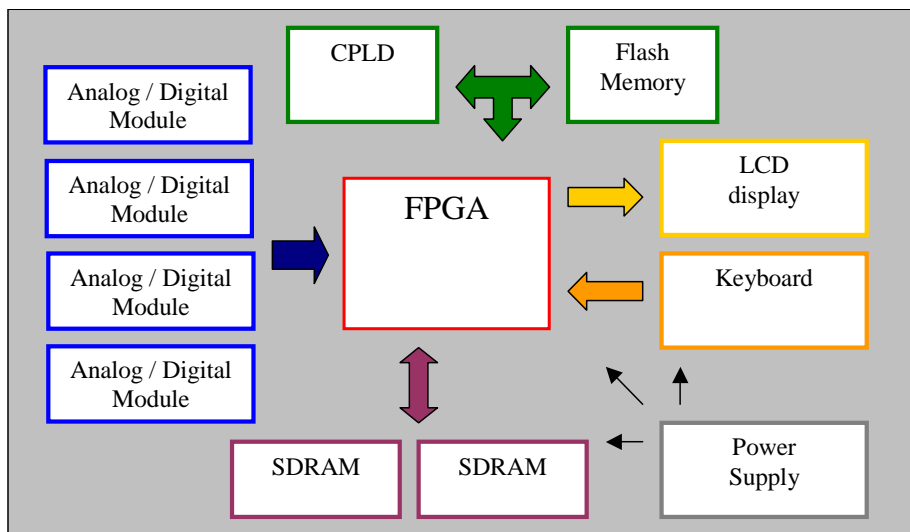 CPLD
Flash
Memory
Analog / Digital
Module
Analog / Digital
Module
Analog / Digital
Module
Analog / Digital
Module
FPGA
LCD
display
Keyboard
SDRAM
SDRAM
Power
Supply